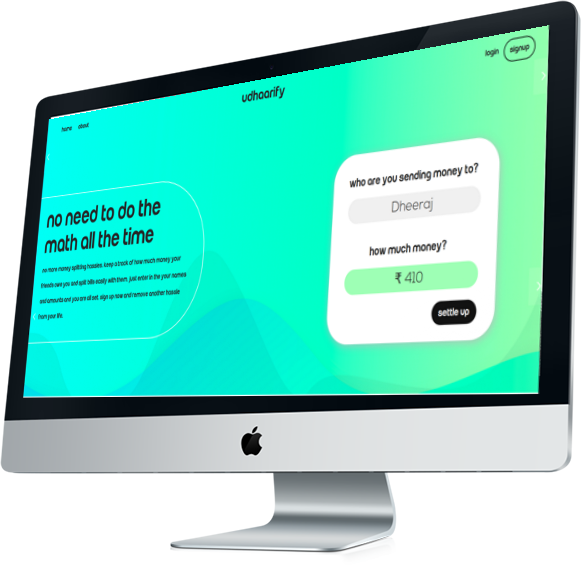 login signup
udhaarify
home about
no need to do the
math all the time
no more money splitting hassles. keep a track of how much money your
friends owe you and split bills easily with them. just enter in the your names
and amounts and you are all set. sign up now and remove another hassle
from your life.
who are you sending money to?
Dheeraj
how much money?
₹ 410
settle up